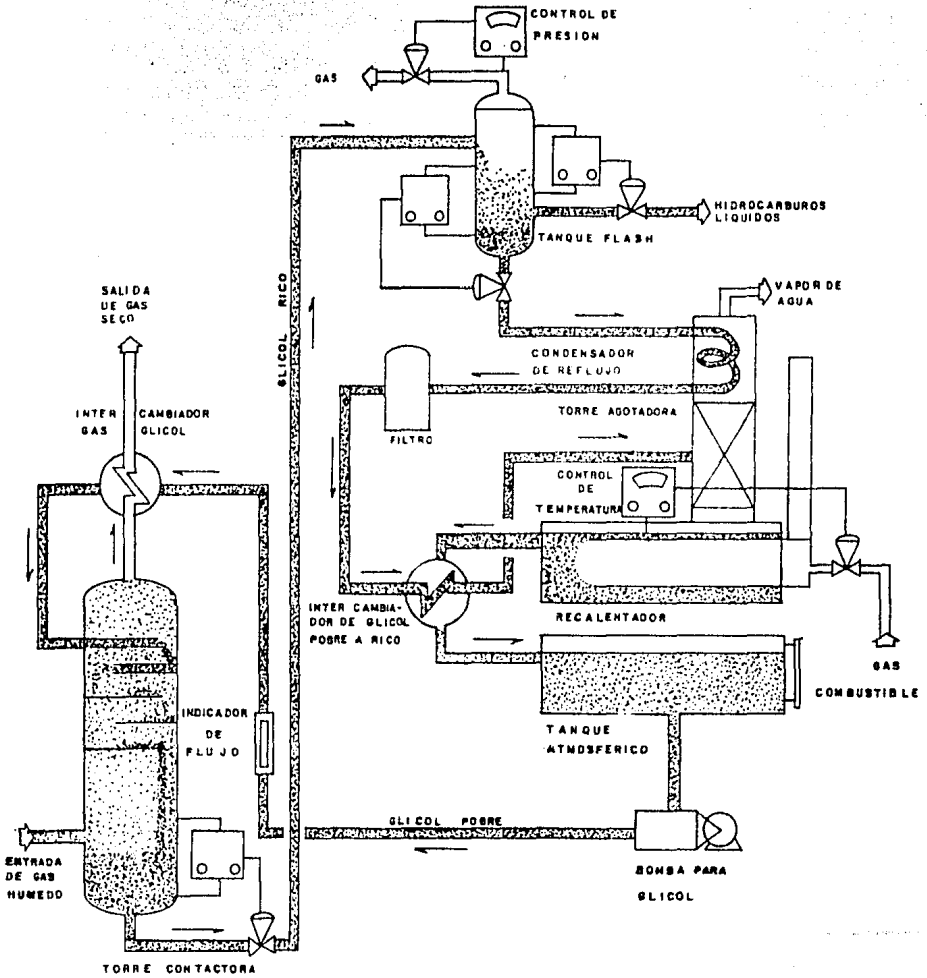 CONTROL DE
PRESION
GAS
HIDROCARBUROS
LIQUIDOS
TANQUE FLASH
SALIDA
DE GAS
SECO
GLICOL RICO
VAPOR DE
AGUA
CONDENSADOR
DE REFLUJO
INTER CAMBIADOR
GAS GLICOL
TORRE AGOTADORA
FILTRO
CONTROL
DE
TEMPERATURA
INTER CAMBIA-
DOR DE GLICOL
POBRE A RICO
RECALENTADOR
GAS
COMBUSTIBLE
INDICADOR
DE
FLUJO
TANQUE
ATMOSFERICO
GLICOL POBRE
ENTRADA
DE GAS
HUMEDO
BOMBA PARA
GLICOL
TORRE CONTACTORA